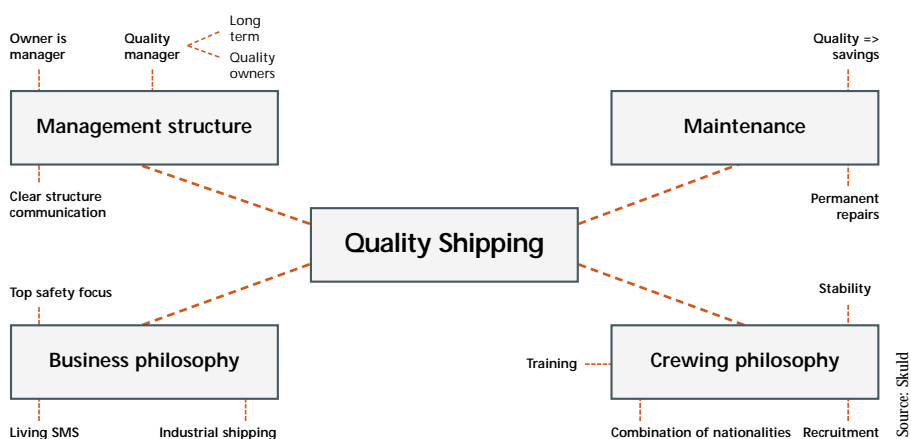 Owner is
manager
Quality
manager
Long
term
Quality
owners
Quality =>
savings
Management structure
Maintenance
Clear structure
communication
Permanent
repairs
Quality Shipping
Top safety focus
Stability
Business philosophy
Training
Crewing philosophy
Living SMS
Industrial shipping
Combination of nationalities
Recruitment
Source: Skuld